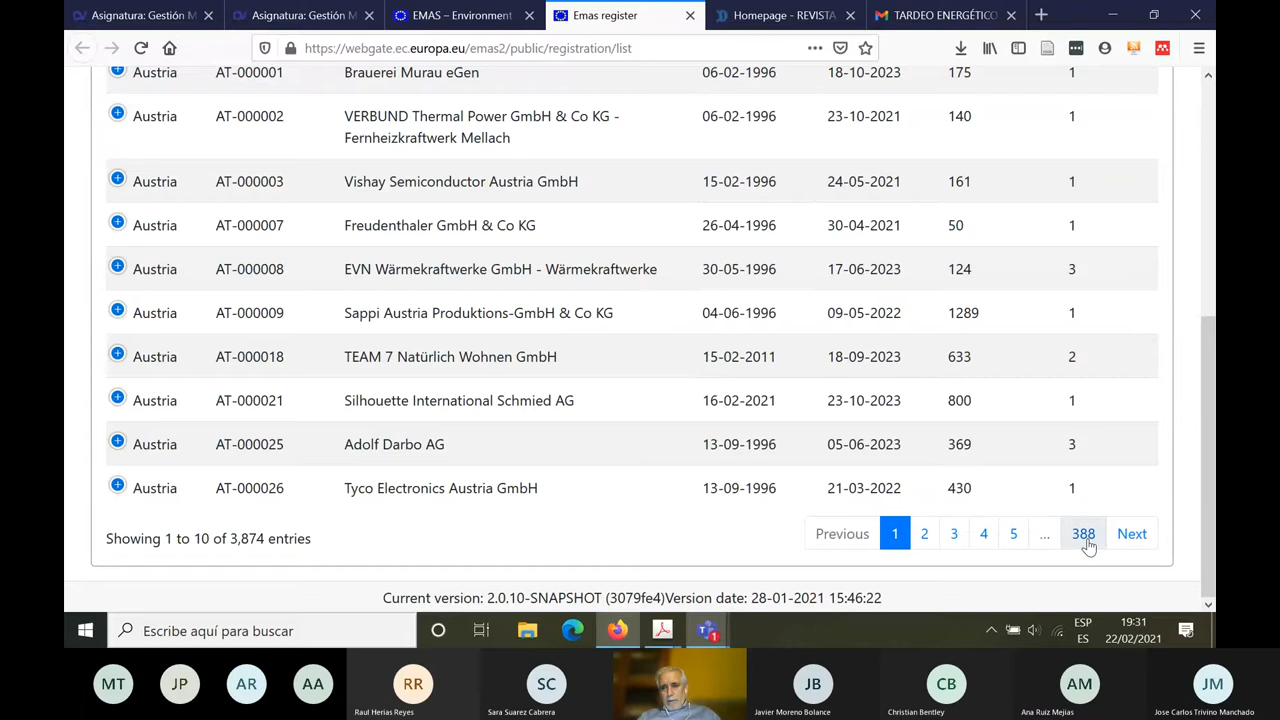 Asignatura: Gestión M
Asignatura: Gestión M
EMAS – Environment
Emas register
Homepage - REVISTA
TARDEO ENERGÉTICO
https://webgate.ec.europa.eu/emas2/public/registration/list
Austria AT-000001 Brauerei Murau eGen 06-02-1996 18-10-2023 175 1
Austria AT-000002 VERBUND Thermal Power GmbH & Co KG - 06-02-1996 23-10-2021 140 1
Fernheizkraftwerk Mellach
Austria AT-000003 Vishay Semiconductor Austria GmbH 15-02-1996 24-05-2021 161 1
Austria AT-000007 Freudenthaler GmbH & Co KG 26-04-1996 30-04-2021 50 1
Austria AT-000008 EVN Wärmekraftwerke GmbH - Wärmekraftwerke 30-05-1996 17-06-2023 124 3
Austria AT-000009 Sappi Austria Produktions-GmbH & Co KG 04-06-1996 09-05-2022 1289 1
Austria AT-000018 TEAM 7 Natürlich Wohnen GmbH 15-02-2011 18-09-2023 633 2
Austria AT-000021 Silhouette International Schmied AG 16-02-2021 23-10-2023 800 1
Austria AT-000025 Adolf Darbo AG 13-09-1996 05-06-2023 369 3
Austria AT-000026 Tyco Electronics Austria GmbH 13-09-1996 21-03-2022 430 1
Showing 1 to 10 of 3,874 entries
Previous 1 2 3 4 5 ... 388 Next
Current version: 2.0.10-SNAPSHOT (3079fe4)Version date: 28-01-2021 15:46:22
Escribe aquí para buscar
1
ESP
ES
19:31
22/02/2021
MT JP AR AA RR SC JB CB AM JM
Raul Herias Reyes
Sara Suarez Cabrera
Javier Moreno Bolance
Christian Bentley
Ana Ruiz Mejias
Jose Carlos Trivino Manchado